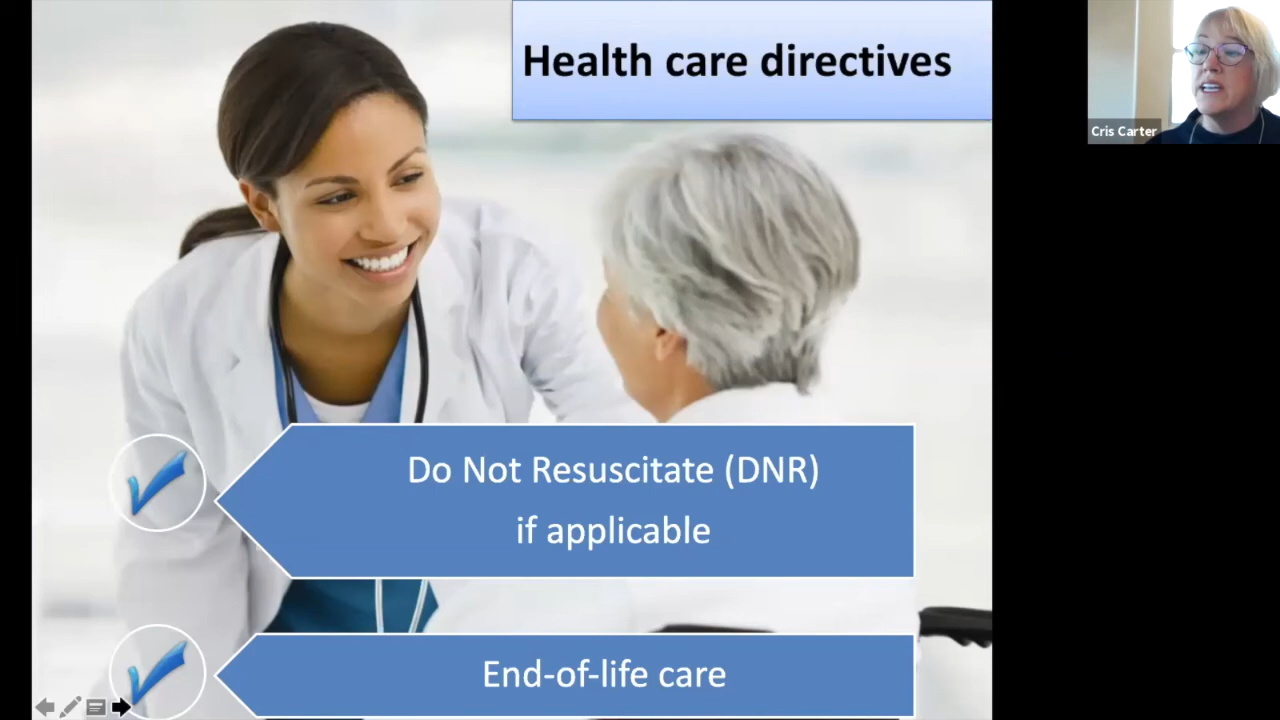 Health care directives
Cris Carter
Do Not Resuscitate (DNR)
if applicable
End-of-life care